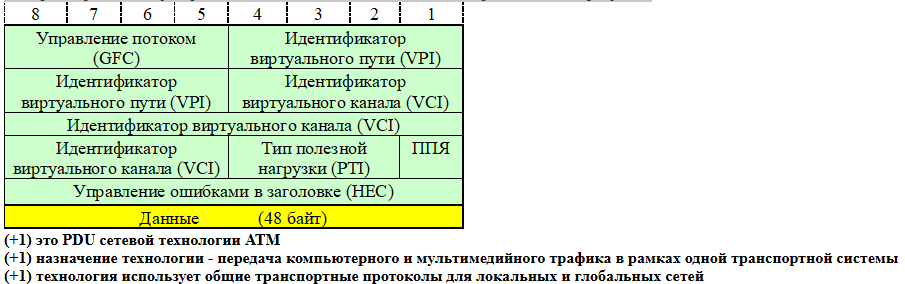 8 7 6 5 4 3 2 1
Управление потоком Идентификатор
(GFC) виртуального пути (VPI)
Идентификатор Идентификатор
виртуального пути (VPI) виртуального канала (VCI)
Идентификатор виртуального канала (VCI)
Идентификатор Тип полезной ППЯ
виртуального канала (VCI) нагрузки (PTI)
Управление ошибками в заголовке (HEC)
Данные (48 байт)
(+1) это PDU сетевой технологии ATM
(+1) назначение технологии - передача компьютерного и мультимедийного трафика в рамках одной транспортной системы
(+1) технология использует общие транспортные протоколы для локальных и глобальных сетей